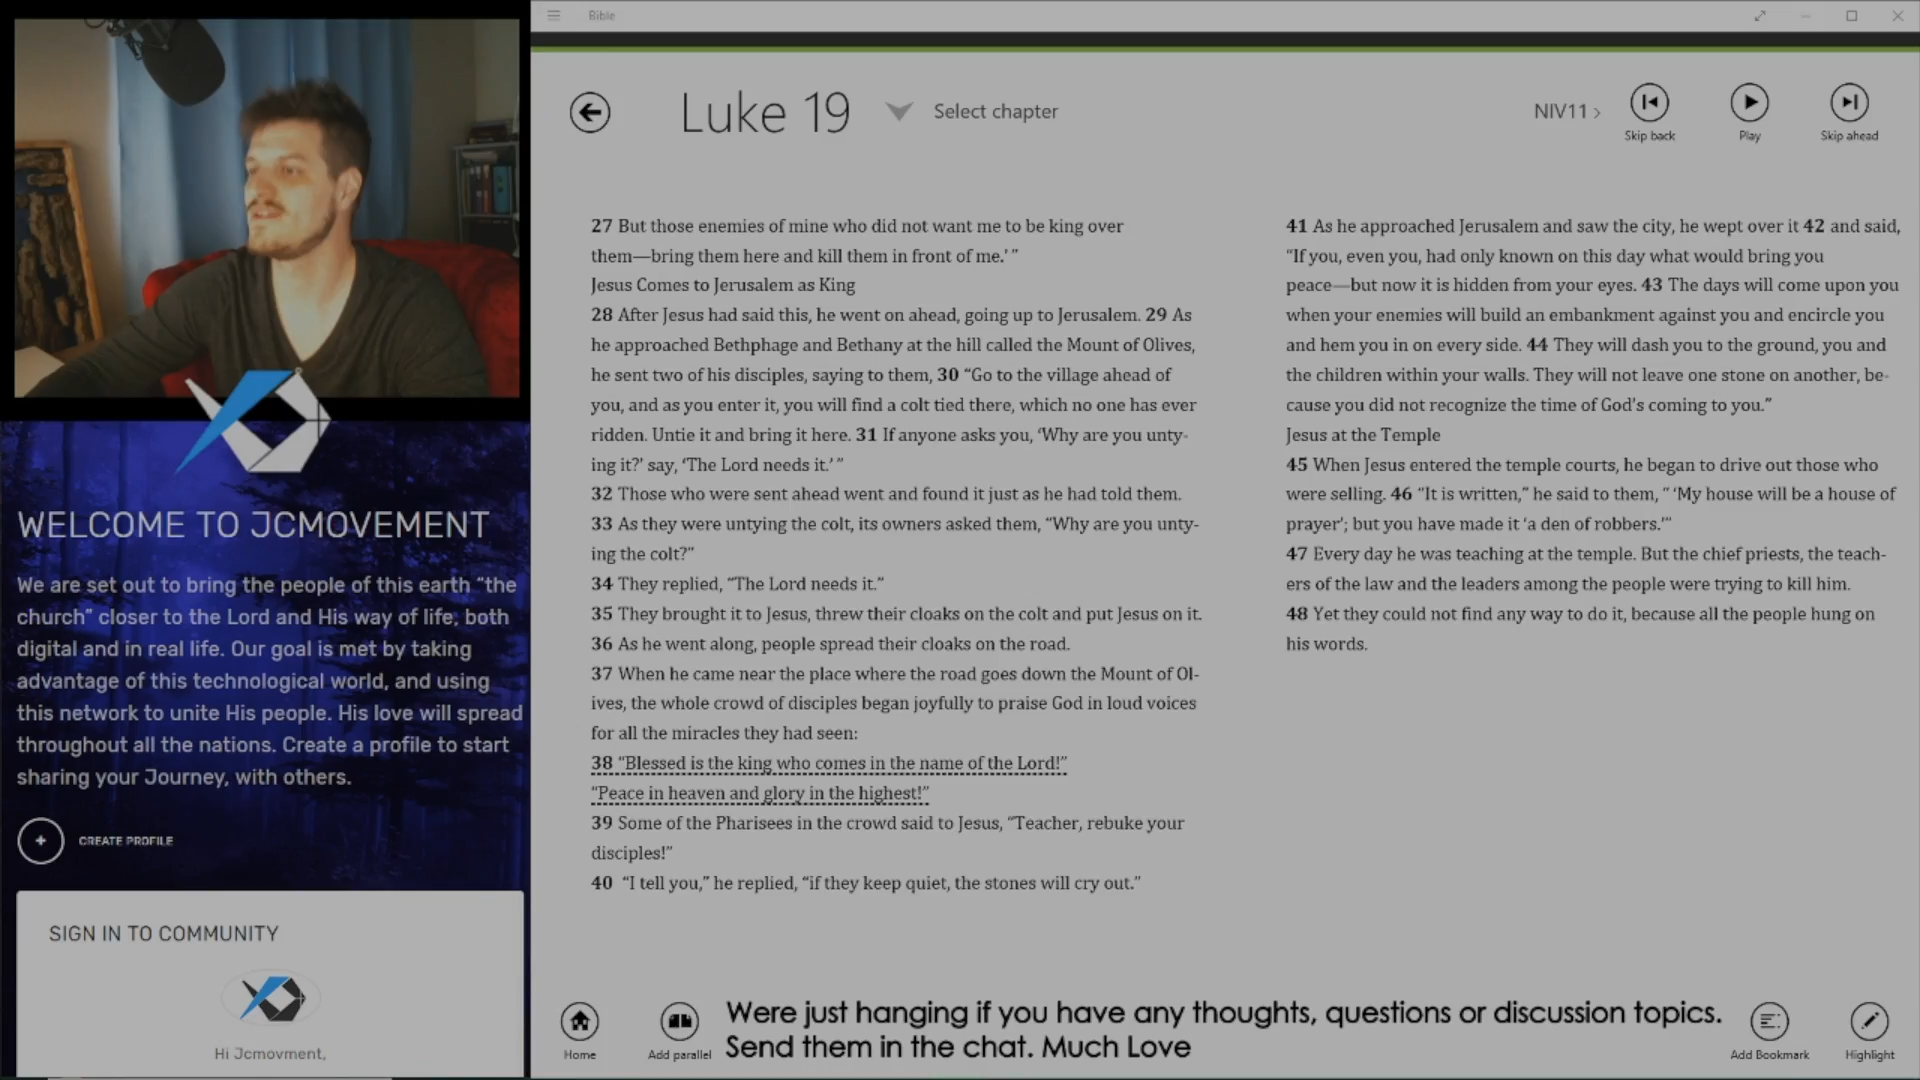 Bible
Luke 19
Select chapter
NIV11 ›
Skip back
Play
Skip ahead
27 But those enemies of mine who did not want me to be king over
them—bring them here and kill them in front of me.’ ”
Jesus Comes to Jerusalem as King
28 After Jesus had said this, he went on ahead, going up to Jerusalem. 29 As
he approached Bethphage and Bethany at the hill called the Mount of Olives,
he sent two of his disciples, saying to them, 30 “Go to the village ahead of
you, and as you enter it, you will find a colt tied there, which no one has ever
ridden. Untie it and bring it here. 31 If anyone asks you, ‘Why are you unty-
ing it?’ say, ‘The Lord needs it.’ ”
32 Those who were sent ahead went and found it just as he had told them.
33 As they were untying the colt, its owners asked them, “Why are you unty-
ing the colt?”
34 They replied, “The Lord needs it.”
35 They brought it to Jesus, threw their cloaks on the colt and put Jesus on it.
36 As he went along, people spread their cloaks on the road.
37 When he came near the place where the road goes down the Mount of Ol-
ives, the whole crowd of disciples began joyfully to praise God in loud voices
for all the miracles they had seen:
38 “Blessed is the king who comes in the name of the Lord!”
“Peace in heaven and glory in the highest!”
39 Some of the Pharisees in the crowd said to Jesus, “Teacher, rebuke your
disciples!”
40 “I tell you,” he replied, “if they keep quiet, the stones will cry out.”
41 As he approached Jerusalem and saw the city, he wept over it 42 and said,
“If you, even you, had only known on this day what would bring you
peace—but now it is hidden from your eyes. 43 The days will come upon you
when your enemies will build an embankment against you and encircle you
and hem you in on every side. 44 They will dash you to the ground, you and
the children within your walls. They will not leave one stone on another, be-
cause you did not recognize the time of God’s coming to you.”
Jesus at the Temple
45 When Jesus entered the temple courts, he began to drive out those who
were selling. 46 “It is written,” he said to them, “ ‘My house will be a house of
prayer’; but you have made it ‘a den of robbers.’”
47 Every day he was teaching at the temple. But the chief priests, the teach-
ers of the law and the leaders among the people were trying to kill him.
48 Yet they could not find any way to do it, because all the people hung on
his words.
WELCOME TO JCMOVEMENT
We are set out to bring the people of this earth “the
church” closer to the Lord and His way of life, both
digital and in real life. Our goal is met by taking
advantage of this technological world, and using
this network to unite His people. His love will spread
throughout all the nations. Create a profile to start
sharing your Journey, with others.
CREATE PROFILE
SIGN IN TO COMMUNITY
Hi Jcmovment,
Home
Add parallel
Were just hanging if you have any thoughts, questions or discussion topics.
Send them in the chat. Much Love
Add Bookmark
Highlight